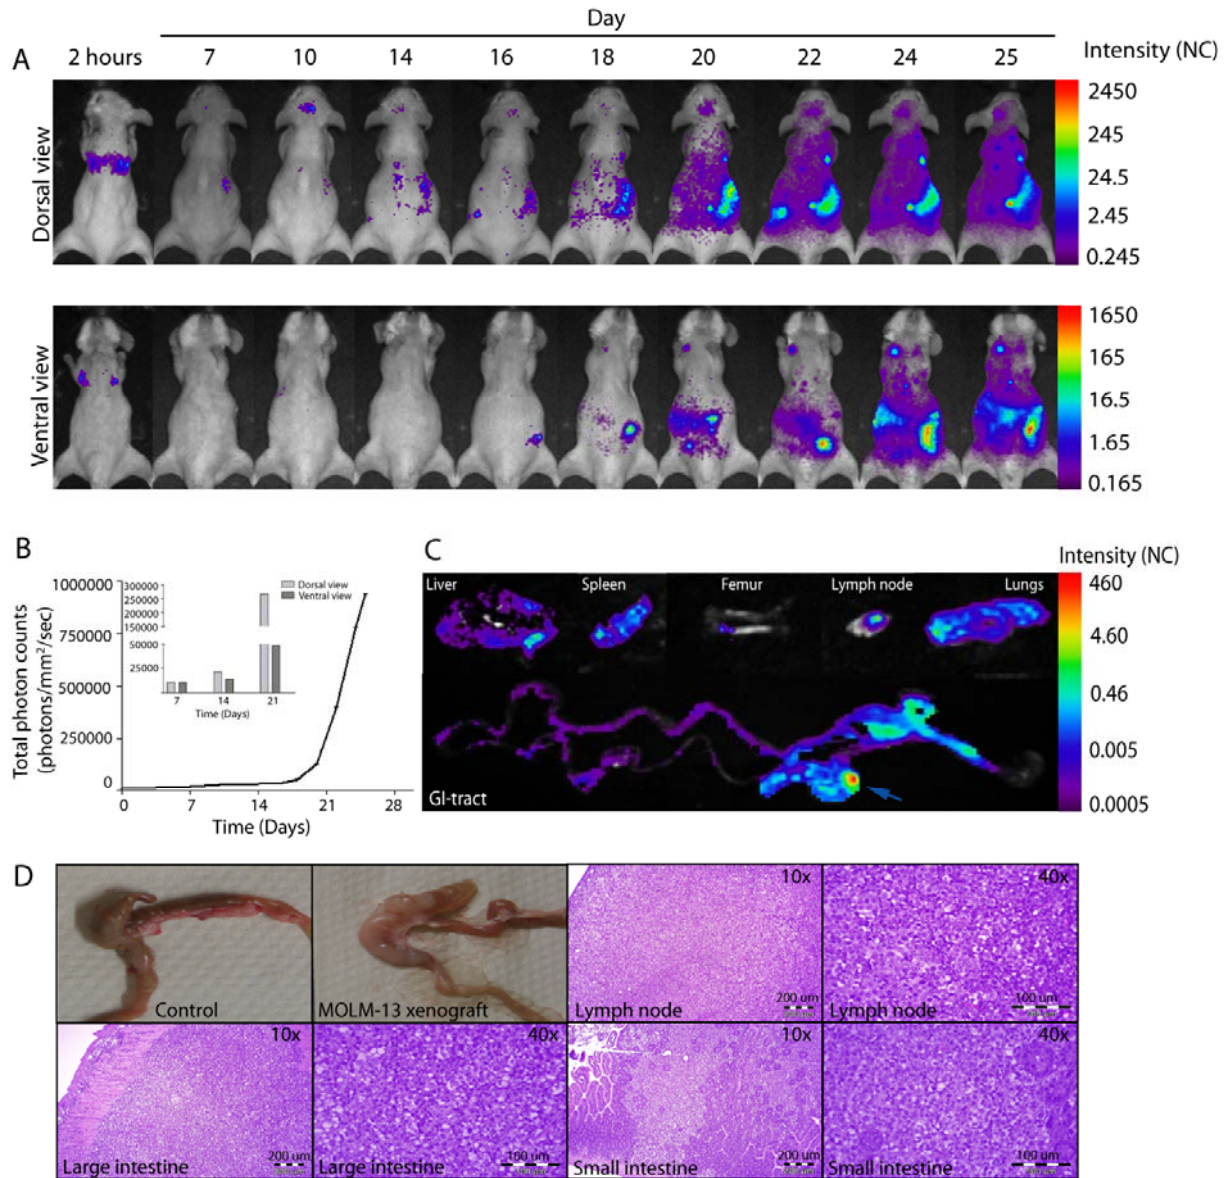 Day
A
2 hours 7 10 14 16 18 20 22 24 25
Intensity (NC)
Dorsal view
2450
245
24.5
2.45
0.245
Ventral view
1650
165
16.5
1.65
0.165
B
Total photon counts
(photons/mm²/sec)
1000000
750000
500000
250000
0
0 7 14 21 28
Time (Days)
300000
250000
200000
150000
50000
25000
7 14 21
Time (Days)
Dorsal view
Ventral view
C
Liver Spleen Femur Lymph node Lungs
GI-tract
Intensity (NC)
460
4.60
0.46
0.005
0.0005
D
Control
MOLM-13 xenograft
10x
Lymph node
200 um
40x
Lymph node
100 um
10x
Large intestine
200 um
40x
Large intestine
100 um
10x
Small intestine
200 um
40x
Small intestine
100 um